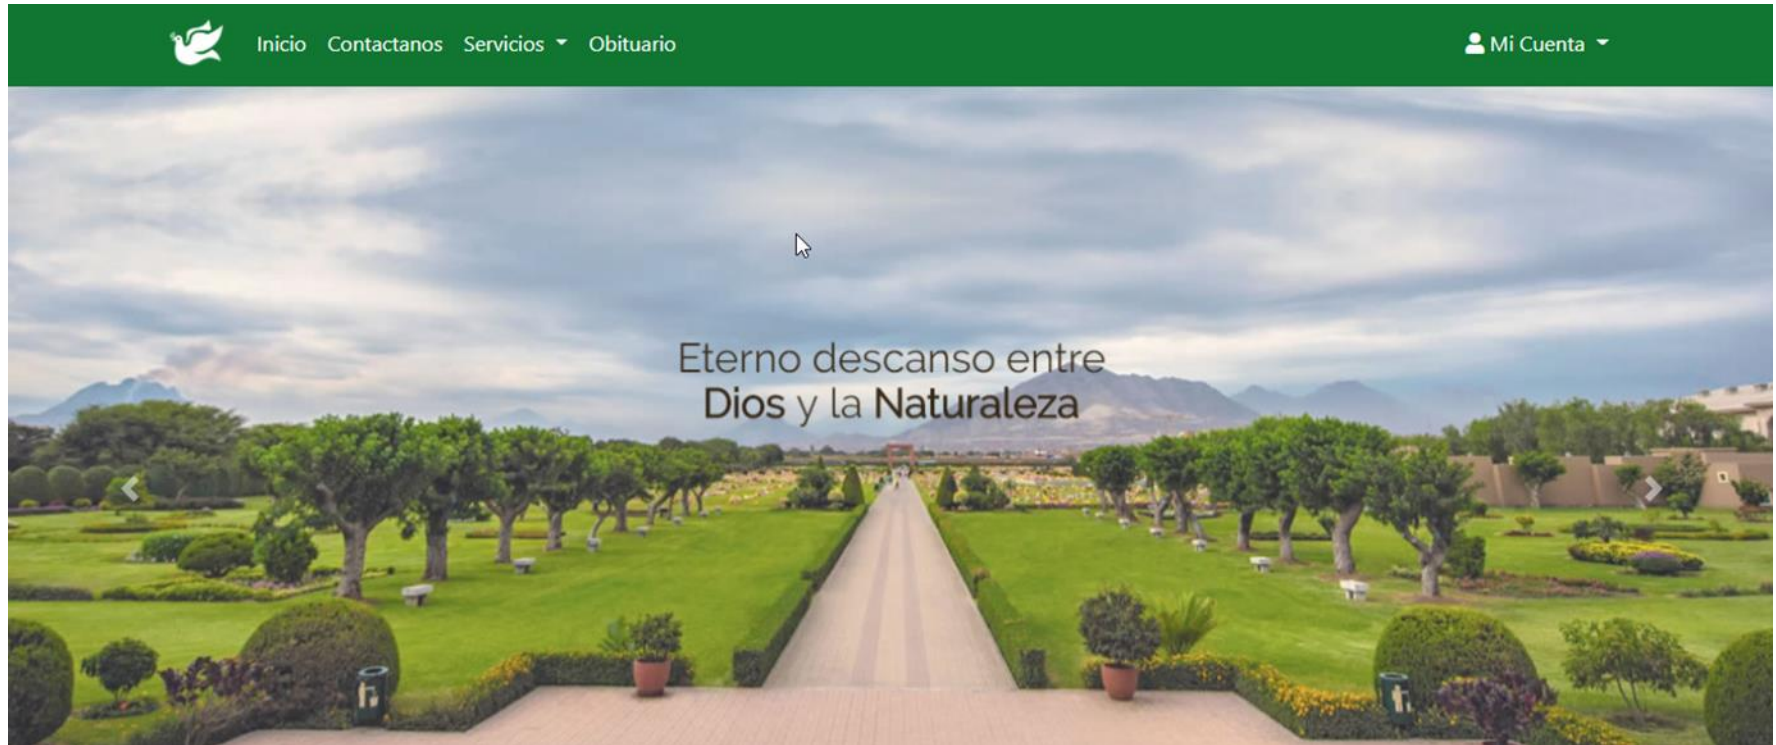 Inicio Contactanos Servicios Obituario Mi Cuenta
Eterno descanso entre
Dios y la Naturaleza